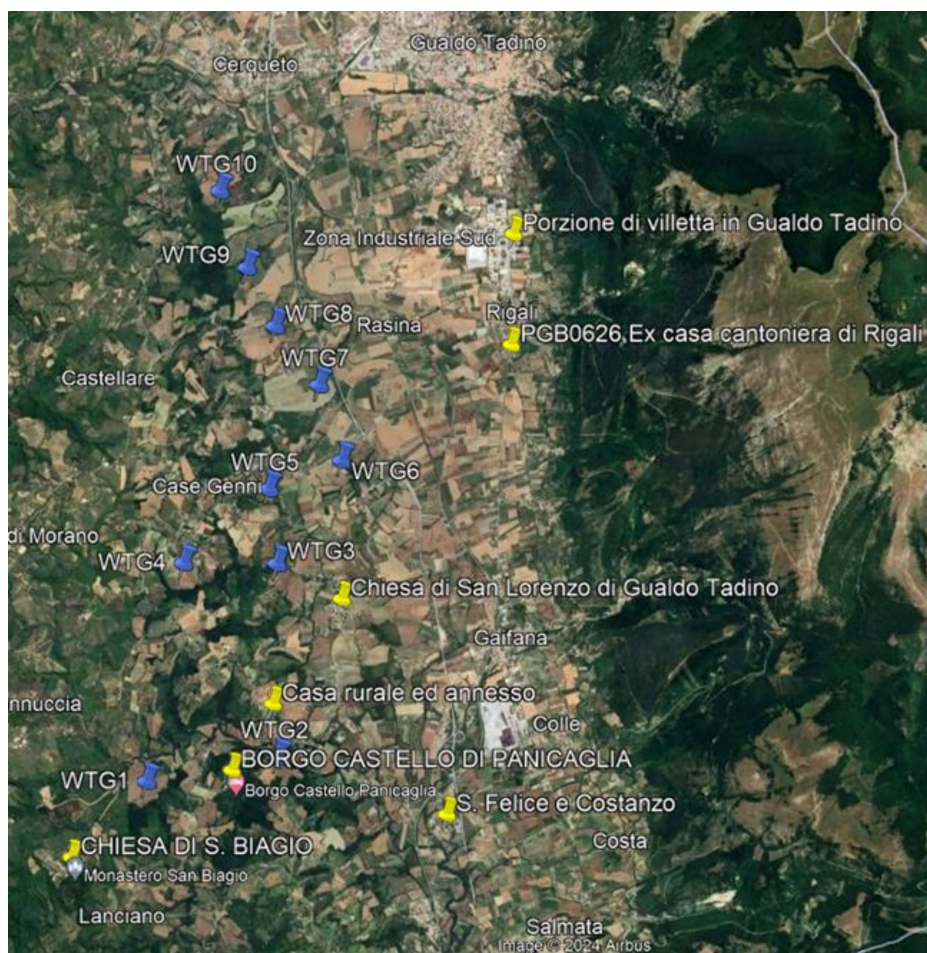 Gualdo Tadino
Cerqueto
WTG10
Porzione di villetta in Gualdo Tadino
Zona Industriale Sud
WTG9
Rigali
WTG8
Rasina
PGB0626 Ex casa cantoniera di Rigali
WTG7
Castellare
WTG5
WTG6
Case Genni
di Morano
WTG4
WTG3
Chiesa di San Lorenzo di Gualdo Tadino
Gaifana
Casa rurale ed annesso
nnuccia
Colle
WTG2
BORGO CASTELLO DI PANICAGLIA
WTG1
Borgo Castello Panicaglia
S. Felice e Costanzo
Costa
CHIESA DI S. BIAGIO
Monastero San Biagio
Lanciano
Salmata
Image © 2024 Airbus